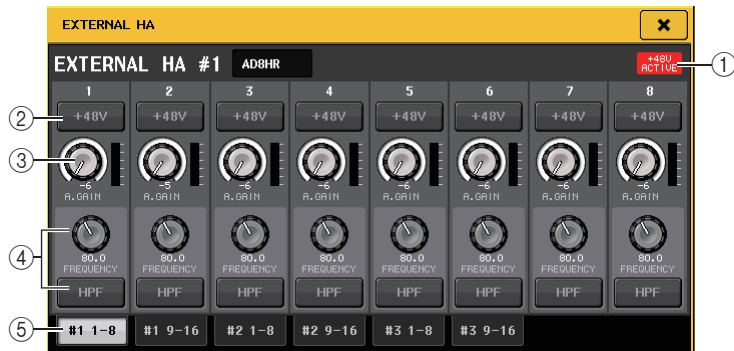 EXTERNAL HA
EXTERNAL HA #1 AD8HR +48V ACTIVE ①
1 2 3 4 5 6 7 8
② +48V +48V +48V +48V +48V +48V +48V +48V
③ -6 -5 -6 -6 -6 -6 -6 -6
A.GAIN A.GAIN A.GAIN A.GAIN A.GAIN A.GAIN A.GAIN A.GAIN
④ 80.0 80.0 80.0 80.0 80.0 80.0 80.0 80.0
FREQUENCY FREQUENCY FREQUENCY FREQUENCY FREQUENCY FREQUENCY FREQUENCY FREQUENCY
HPF HPF HPF HPF HPF HPF HPF HPF
⑤ #1 1-8 #1 9-16 #2 1-8 #2 9-16 #3 1-8 #3 9-16